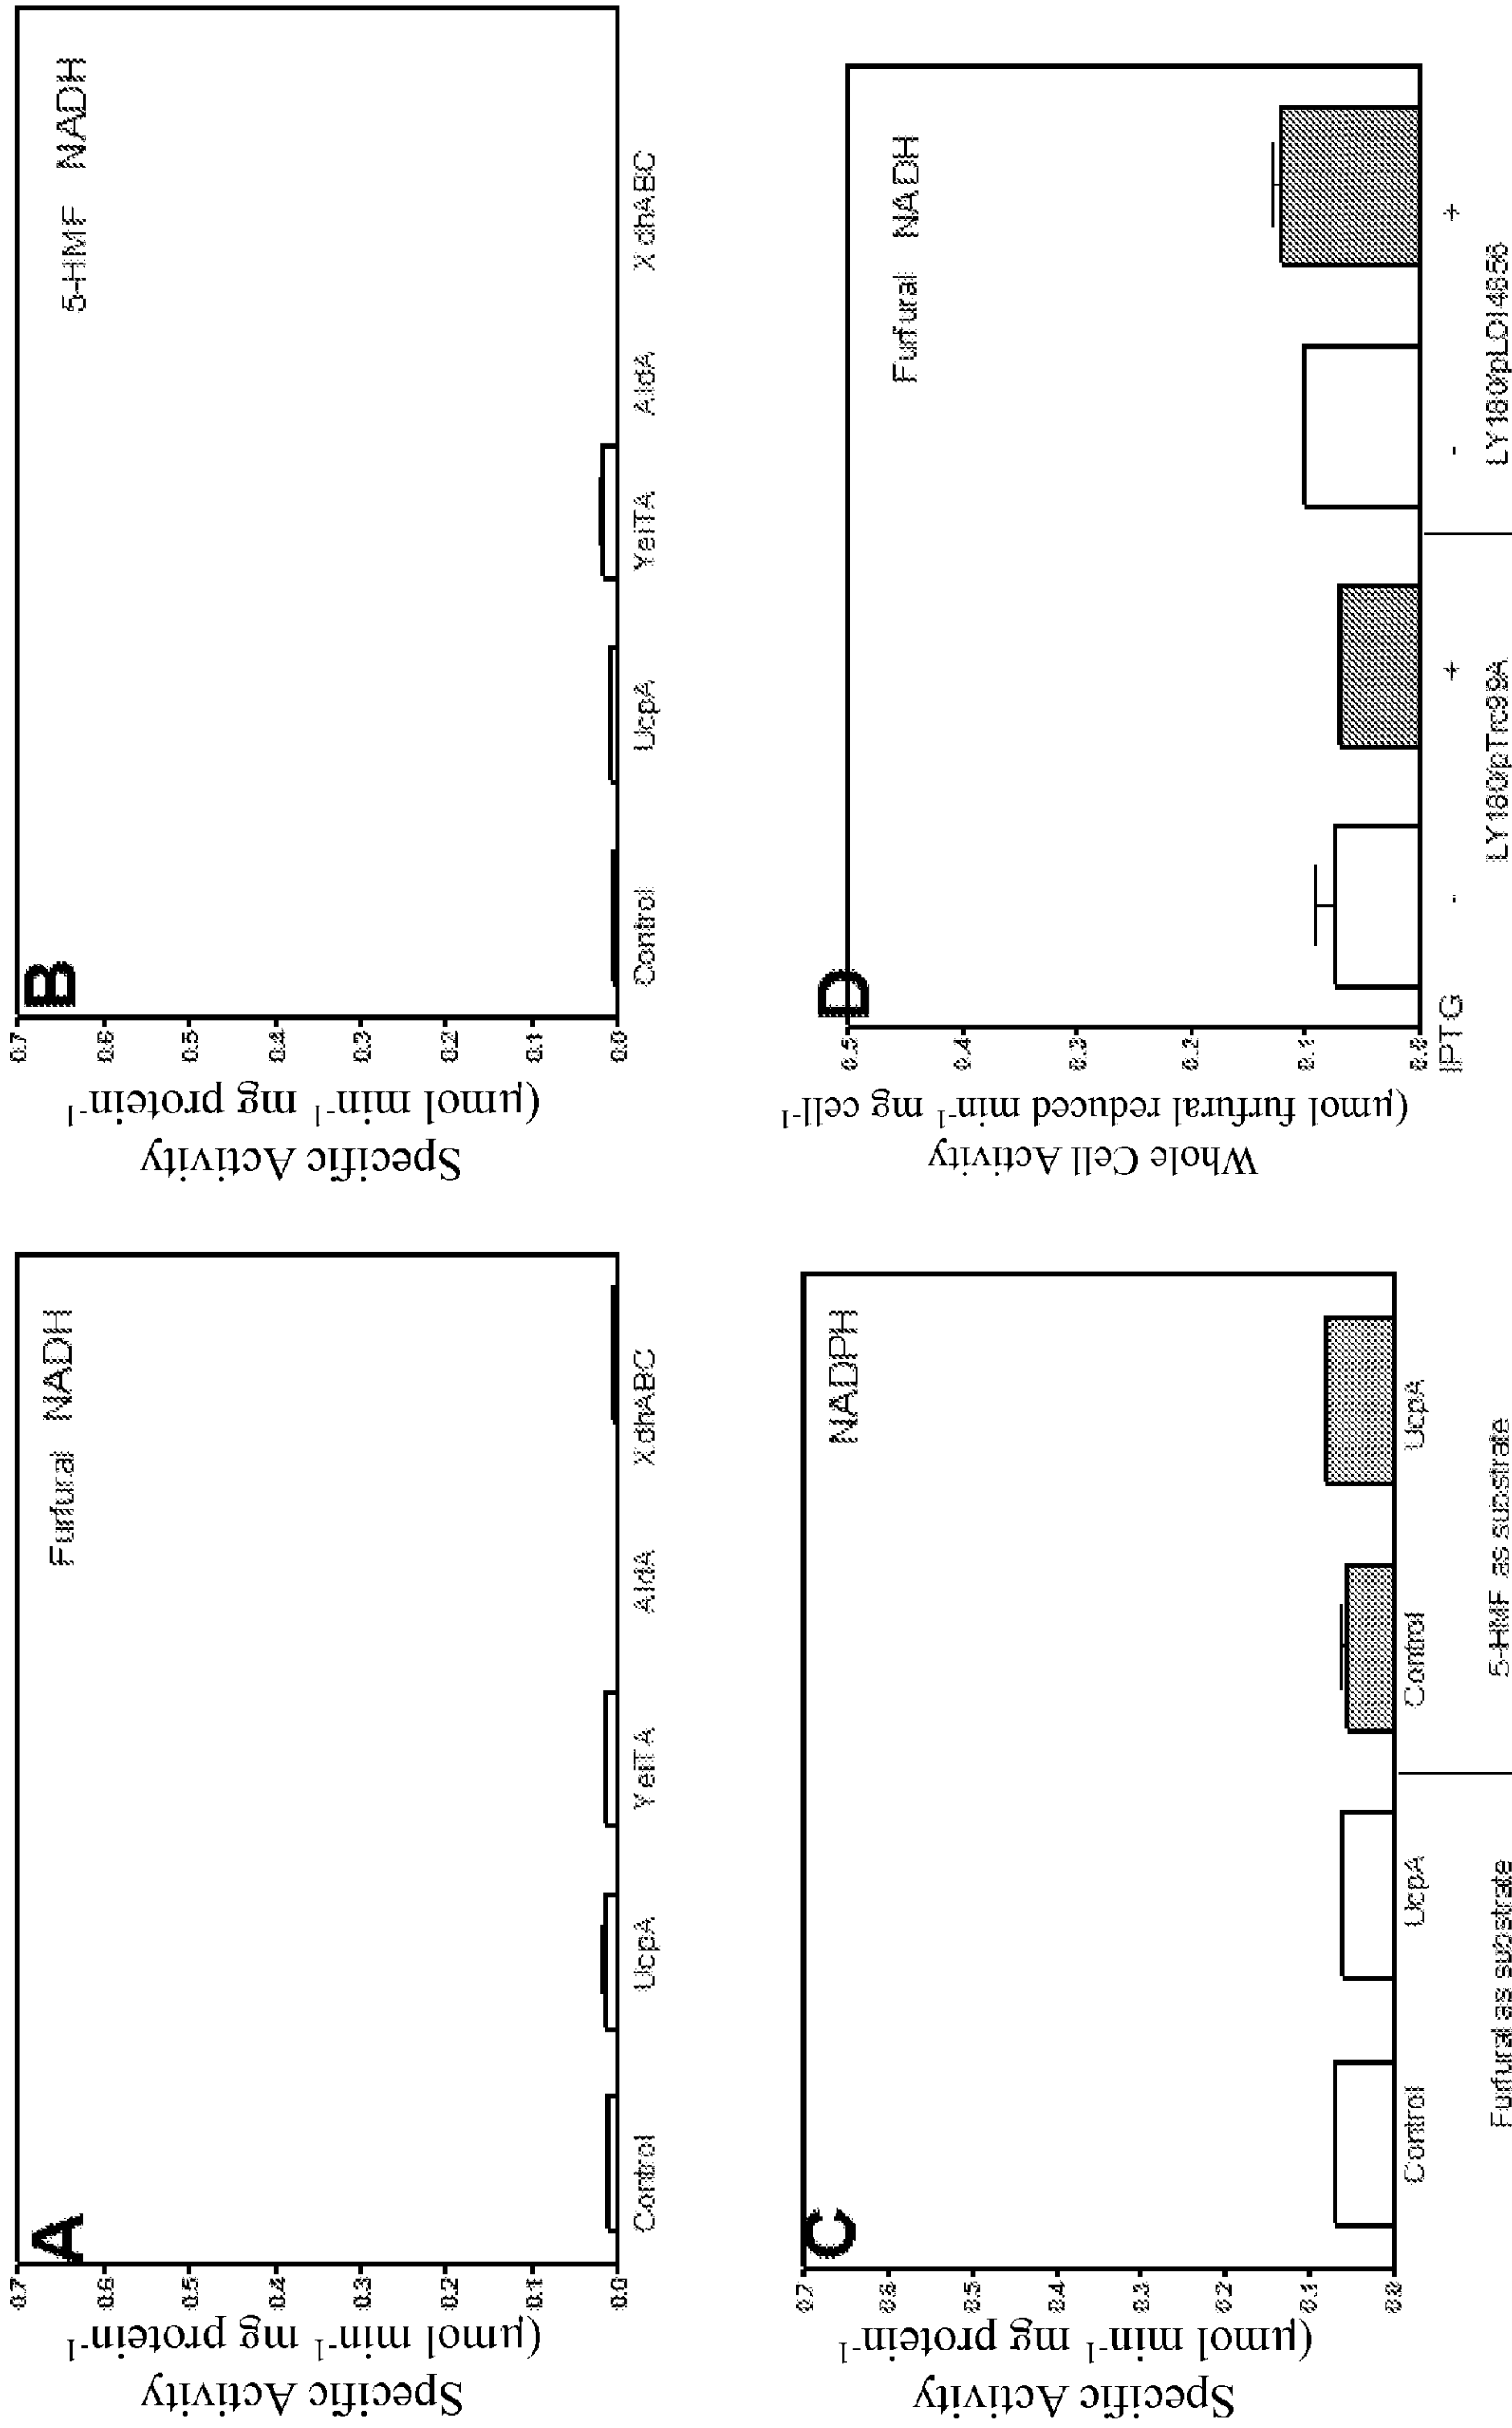 A
Furfural NADH
0.7
0.6
0.5
0.4
0.3
0.2
0.1
0.0
Specific Activity
(µmol min⁻¹ mg protein⁻¹
Control UcpA YeiTA AldA XdhABC
B
5-HMF NADH
0.7
0.6
0.5
0.4
0.3
0.2
0.1
0.0
Specific Activity
(µmol min⁻¹ mg protein⁻¹
Control UcpA YeiTA AldA XdhABC
C
NADPH
0.7
0.6
0.5
0.4
0.3
0.2
0.1
0.0
Specific Activity
(µmol min⁻¹ mg protein⁻¹
Control UcpA Control UcpA
Furfural as substrate 5-HMF as substrate
D
Furfural NADH
0.5
0.4
0.3
0.2
0.1
0.0
Whole Cell Activity
(µmol furfural reduced min⁻¹ mg cell⁻¹
IPTG - + - +
LY180/pTrc99A LY180/pLOI4856